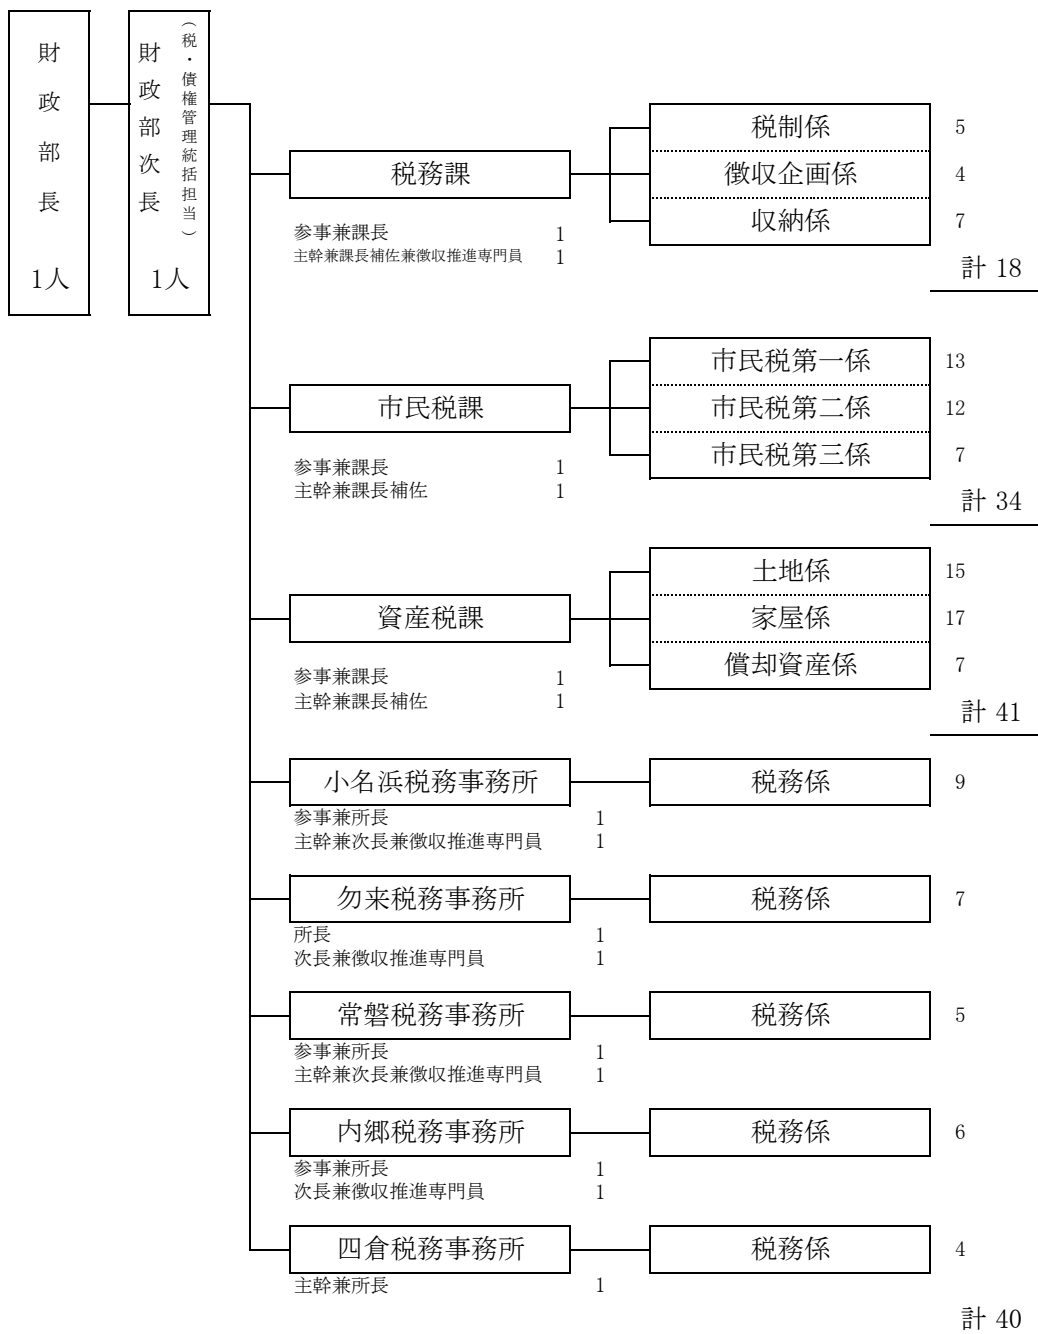 財政部長
1人
財政部次長
（税・債権管理統括担当）
1人
税務課
参事兼課長 1
主幹兼課長補佐兼徴収推進専門員 1
税制係 5
徴収企画係 4
収納係 7
計 18
市民税課
参事兼課長 1
主幹兼課長補佐 1
市民税第一係 13
市民税第二係 12
市民税第三係 7
計 34
資産税課
参事兼課長 1
主幹兼課長補佐 1
土地係 15
家屋係 17
償却資産係 7
計 41
小名浜税務事務所
参事兼所長 1
主幹兼次長兼徴収推進専門員 1
税務係 9
勿来税務事務所
所長 1
次長兼徴収推進専門員 1
税務係 7
常磐税務事務所
参事兼所長 1
主幹兼次長兼徴収推進専門員 1
税務係 5
内郷税務事務所
参事兼所長 1
次長兼徴収推進専門員 1
税務係 6
四倉税務事務所
主幹兼所長 1
税務係 4
計 40